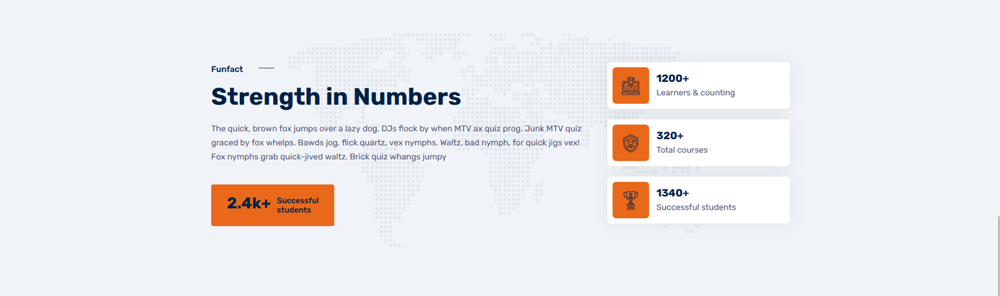 Funfact
Strength in Numbers
The quick, brown fox jumps over a lazy dog. DJs flock by when MTV ax quiz prog. Junk MTV quiz
graced by fox whelps. Bawds jog, flick quartz, vex nymphs. Waltz, bad nymph, for quick jigs vex!
Fox nymphs grab quick-jived waltz. Brick quiz whangs jumpy
2.4k+ Successful
students
1200+
Learners & counting
320+
Total courses
1340+
Successful students